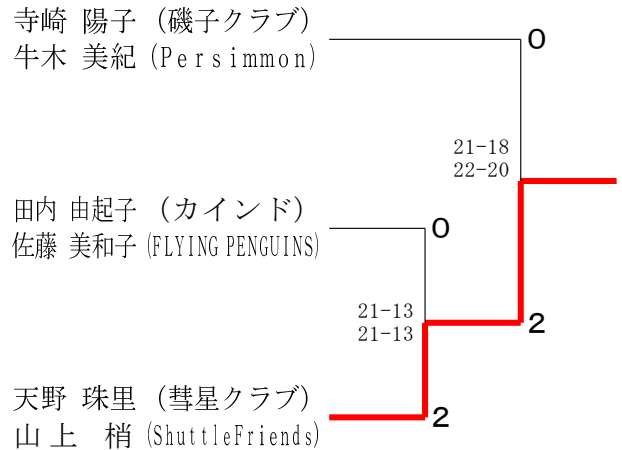 寺崎 陽子 (磯子クラブ)
牛木 美紀 (Persimmon)
0
21-18
22-20
田内 由起子 (カインド)
佐藤 美和子 (FLYING PENGUINS)
0
21-13
21-13
2
天野 珠里 (彗星クラブ)
山上 梢 (ShuttleFriends)
2